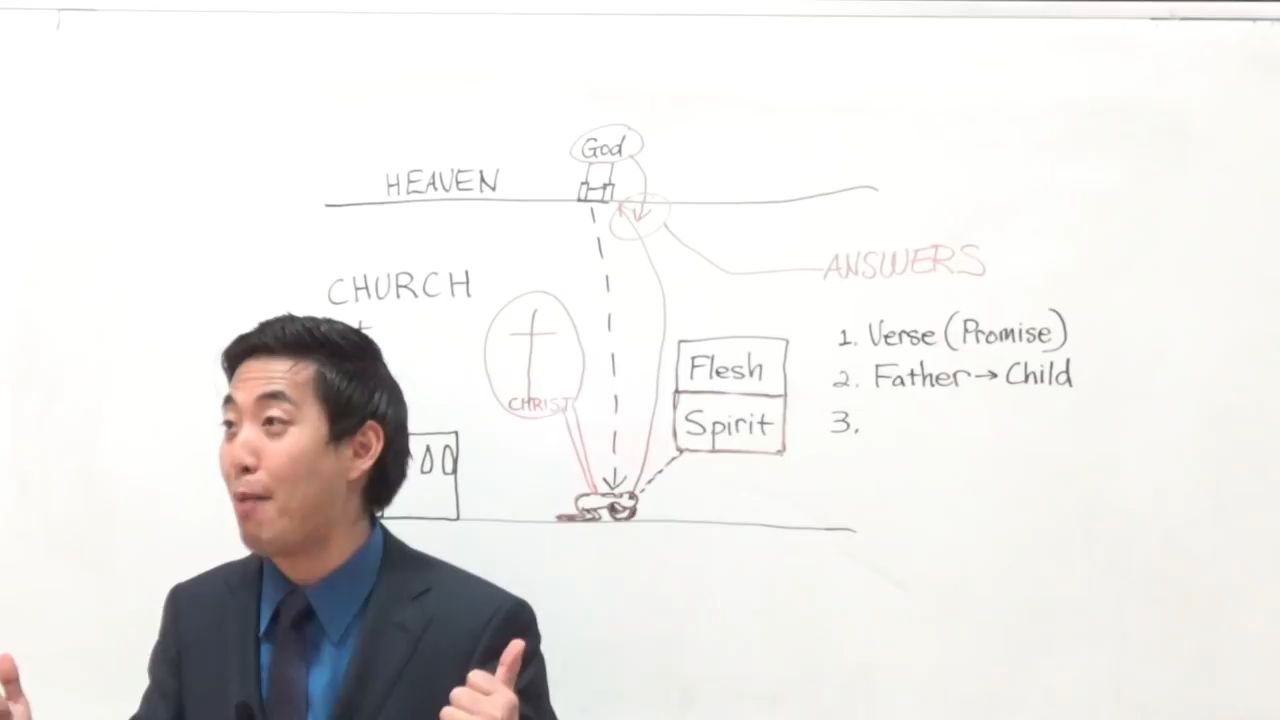 God
HEAVEN
ANSWERS
CHURCH
1. Verse (Promise)
Flesh
2. Father → Child
CHRIST
Spirit
3.